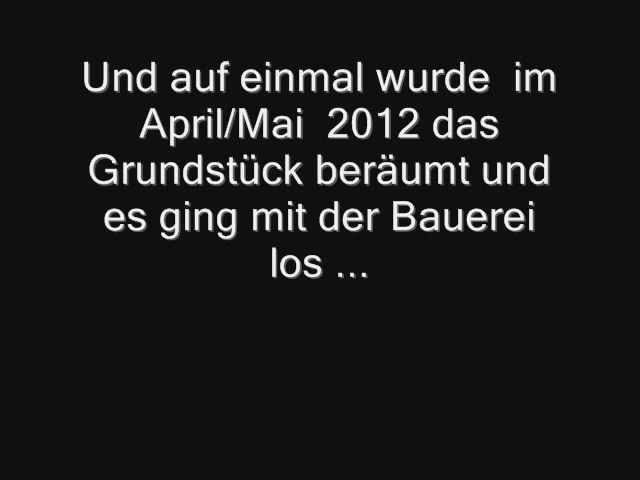 Und auf einmal wurde  im
April/Mai  2012 das
Grundstück beräumt und
es ging mit der Bauerei
los ...